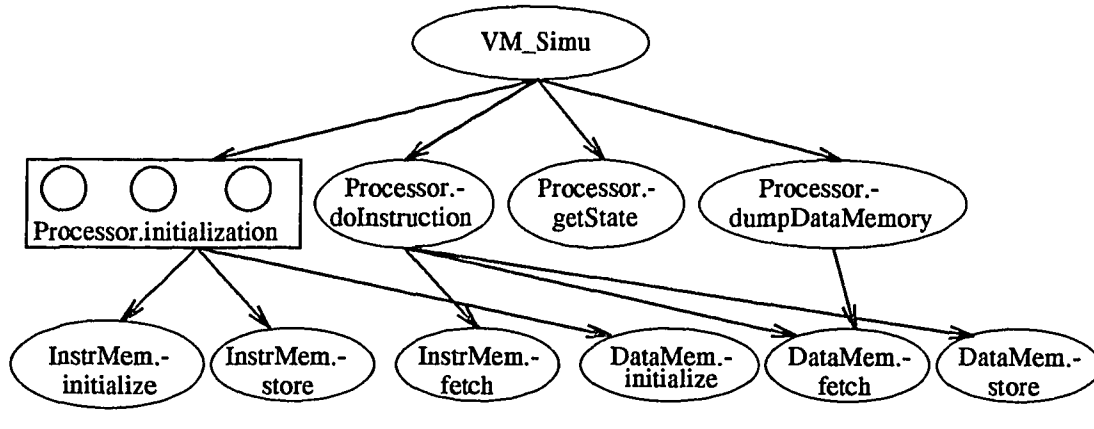 VM_Simu
Processor.initialization
Processor.-
doInstruction
Processor.-
getState
Processor.-
dumpDataMemory
InstrMem.-
initialize
InstrMem.-
store
InstrMem.-
fetch
DataMem.-
initialize
DataMem.-
fetch
DataMem.-
store